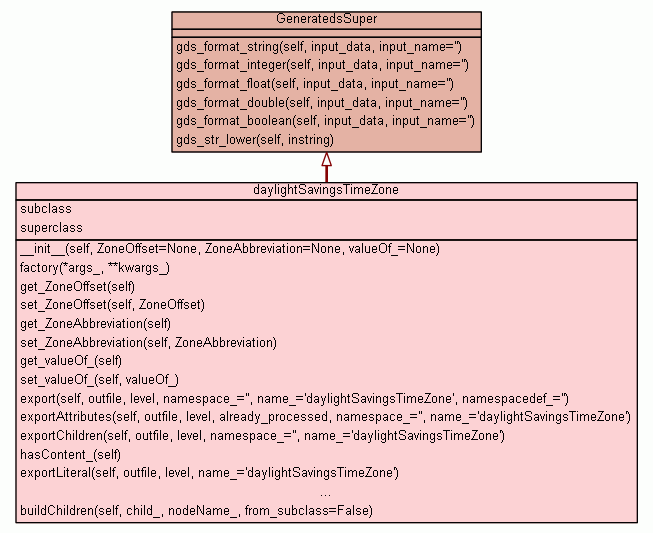 GeneratedsSuper
gds_format_string(self, input_data, input_name='')
gds_format_integer(self, input_data, input_name='')
gds_format_float(self, input_data, input_name='')
gds_format_double(self, input_data, input_name='')
gds_format_boolean(self, input_data, input_name='')
gds_str_lower(self, instring)
daylightSavingsTimeZone
subclass
superclass
__init__(self, ZoneOffset=None, ZoneAbbreviation=None, valueOf_=None)
factory(*args_, **kwargs_)
get_ZoneOffset(self)
set_ZoneOffset(self, ZoneOffset)
get_ZoneAbbreviation(self)
set_ZoneAbbreviation(self, ZoneAbbreviation)
get_valueOf_(self)
set_valueOf_(self, valueOf_)
export(self, outfile, level, namespace_='', name_='daylightSavingsTimeZone', namespacedef_='')
exportAttributes(self, outfile, level, already_processed, namespace_='', name_='daylightSavingsTimeZone')
exportChildren(self, outfile, level, namespace_='', name_='daylightSavingsTimeZone')
hasContent_(self)
exportLiteral(self, outfile, level, name_='daylightSavingsTimeZone')
...
buildChildren(self, child_, nodeName_, from_subclass=False)